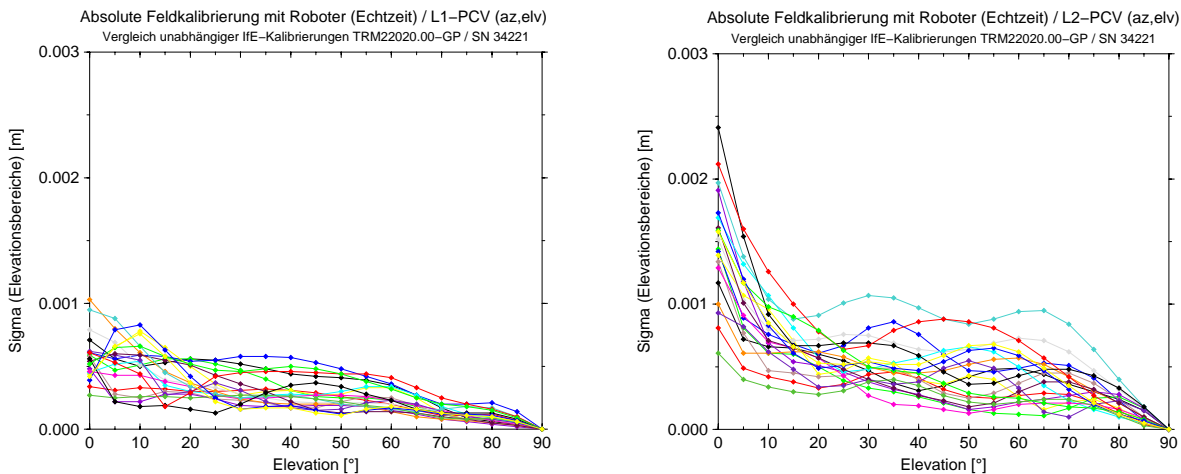 Absolute Feldkalibrierung mit Roboter (Echtzeit) / L1−PCV (az,elv)
Vergleich unabhängiger IfE−Kalibrierungen TRM22020.00−GP / SN 34221
Sigma (Elevationsbereiche) [m]
0.003
0.002
0.001
0.000
0 10 20 30 40 50 60 70 80 90
Elevation [°]
Absolute Feldkalibrierung mit Roboter (Echtzeit) / L2−PCV (az,elv)
Vergleich unabhängiger IfE−Kalibrierungen TRM22020.00−GP / SN 34221
Sigma (Elevationsbereiche) [m]
0.003
0.002
0.001
0.000
0 10 20 30 40 50 60 70 80 90
Elevation [°]